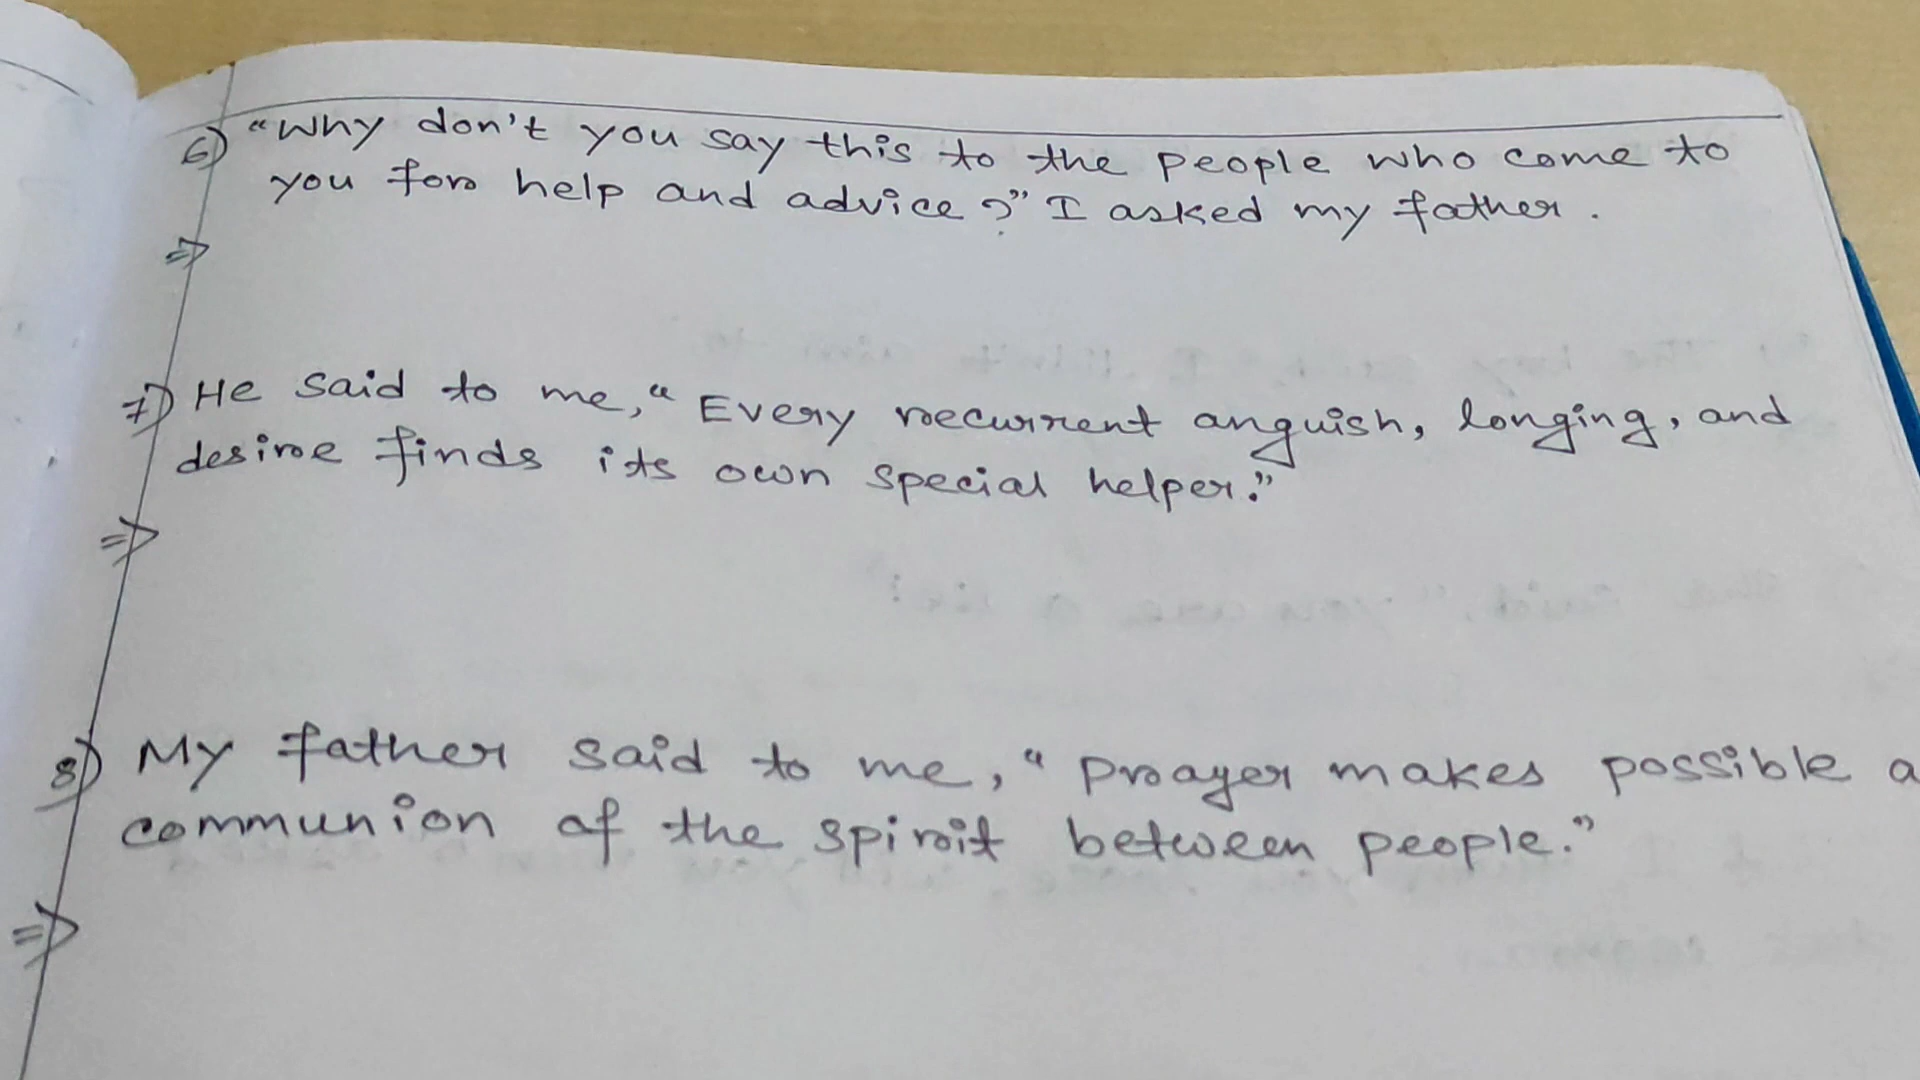 6) "Why don't you say this to the people who come to
you for help and advice?" I asked my father.
⇒
7) He said to me, "Every recurrent anguish, longing, and
desire finds its own special helper."
⇒
8) My father said to me, "prayer makes possible a
communion of the spirit between people."
⇒